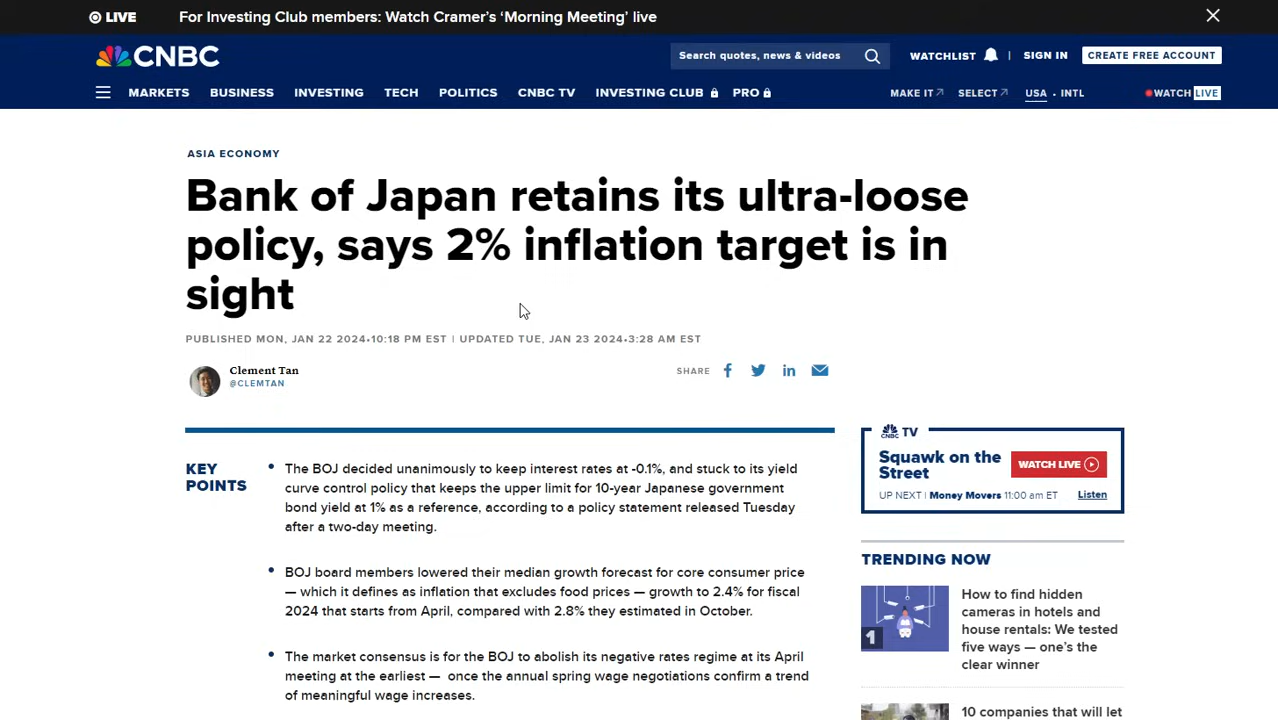 LIVE For Investing Club members: Watch Cramer’s ‘Morning Meeting’ live
CNBC
Search quotes, news & videos
WATCHLIST | SIGN IN CREATE FREE ACCOUNT
MARKETS BUSINESS INVESTING TECH POLITICS CNBC TV INVESTING CLUB PRO
MAKE IT SELECT USA • INTL WATCH LIVE
ASIA ECONOMY
Bank of Japan retains its ultra-loose
policy, says 2% inflation target is in
sight
PUBLISHED MON, JAN 22 2024•10:18 PM EST | UPDATED TUE, JAN 23 2024•3:28 AM EST
Clement Tan
@CLEMTAN
SHARE
KEY
POINTS
• The BOJ decided unanimously to keep interest rates at -0.1%, and stuck to its yield
curve control policy that keeps the upper limit for 10-year Japanese government
bond yield at 1% as a reference, according to a policy statement released Tuesday
after a two-day meeting.
• BOJ board members lowered their median growth forecast for core consumer price
— which it defines as inflation that excludes food prices — growth to 2.4% for fiscal
2024 that starts from April, compared with 2.8% they estimated in October.
• The market consensus is for the BOJ to abolish its negative rates regime at its April
meeting at the earliest — once the annual spring wage negotiations confirm a trend
of meaningful wage increases.
CNBC TV
Squawk on the
Street
WATCH LIVE
UP NEXT | Money Movers 11:00 am ET Listen
TRENDING NOW
1
How to find hidden
cameras in hotels and
house rentals: We tested
five ways — one’s the
clear winner
10 companies that will let